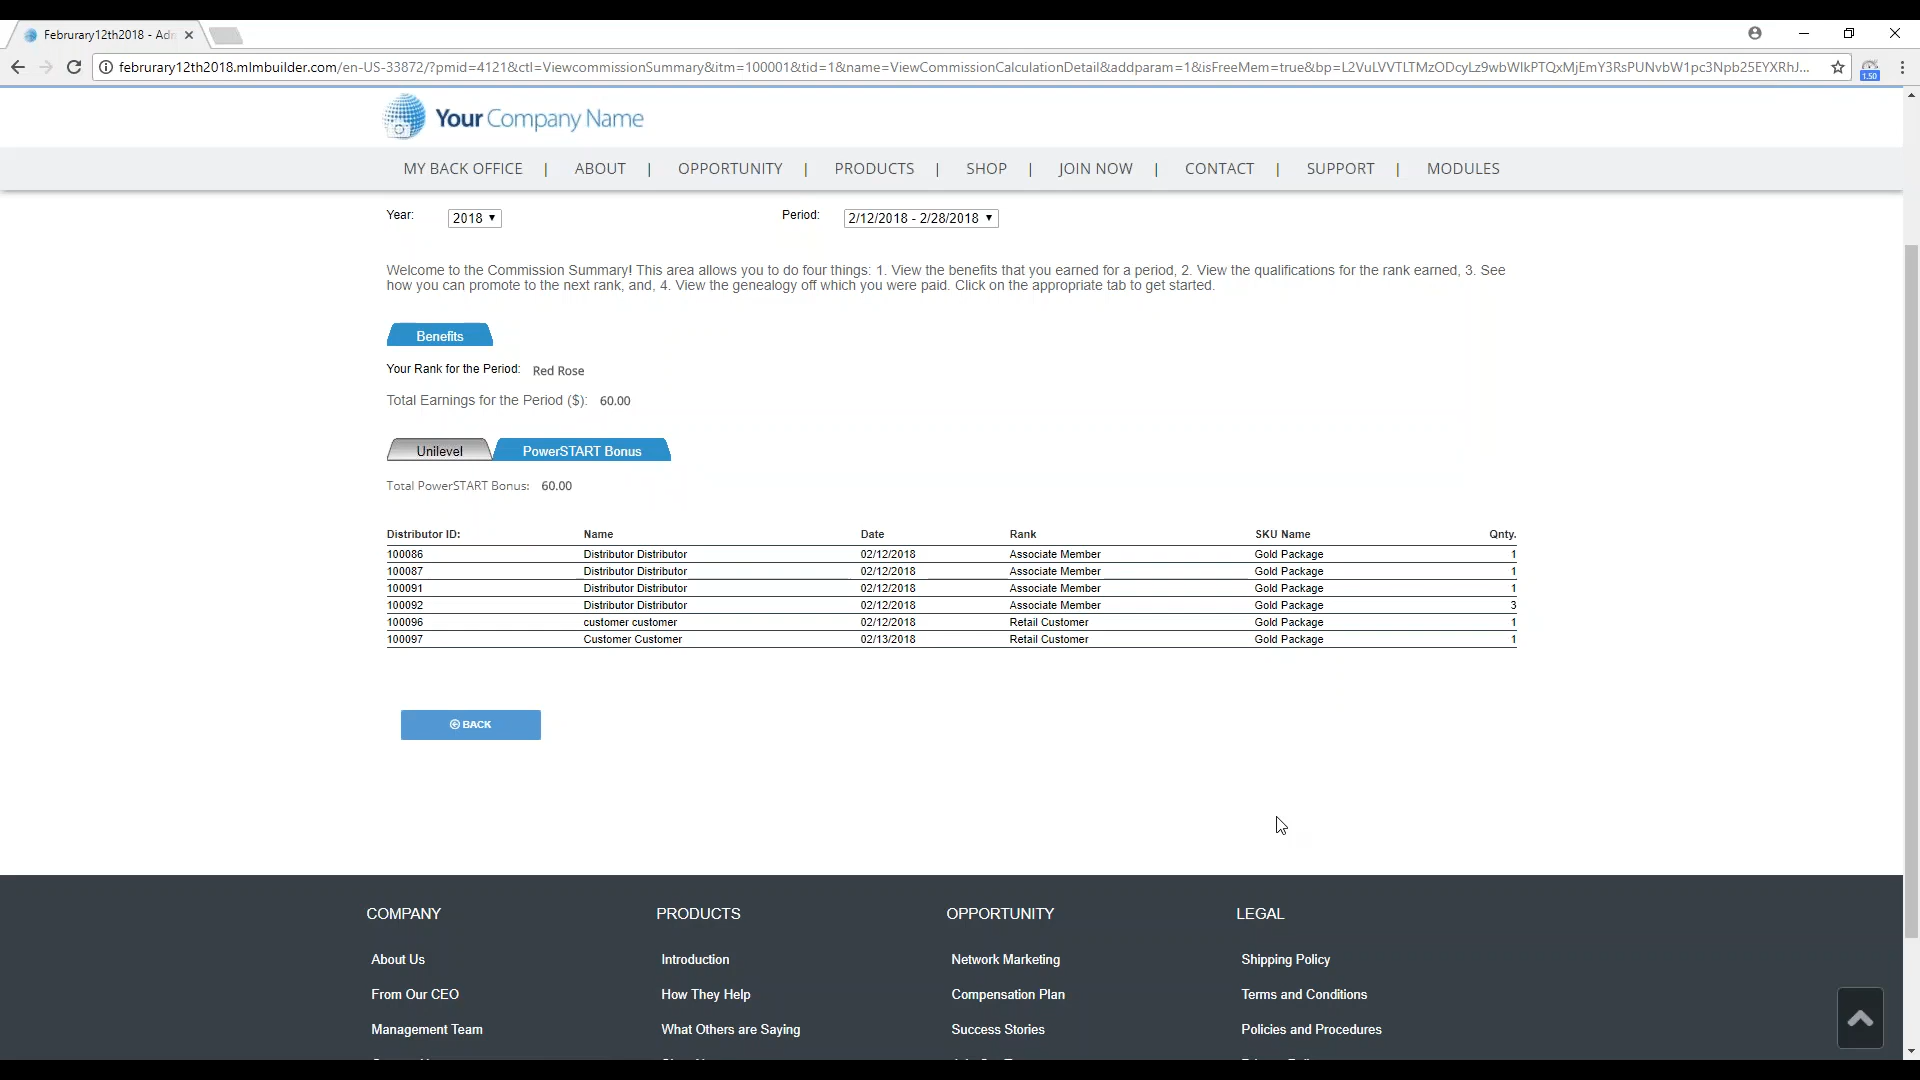 Februrary12th2018 - Adm
februrary12th2018.mlmbuilder.com/en-US-33872/?pmid=4121&ctl=ViewcommissionSummary&itm=100001&tid=1&name=ViewCommissionCalculationDetail&addparam=1&isFreeMem=true&bp=L2VuLVVTLTMzODcyLz9wbWlkPTQxMjEmY3RsPUNvbW1pc3Npb25EYXRhJ...
1.50
Your Company Name
MY BACK OFFICE | ABOUT | OPPORTUNITY | PRODUCTS | SHOP | JOIN NOW | CONTACT | SUPPORT | MODULES
Year: 2018 Period: 2/12/2018 - 2/28/2018
Welcome to the Commission Summary! This area allows you to do four things: 1. View the benefits that you earned for a period, 2. View the qualifications for the rank earned, 3. See
how you can promote to the next rank, and, 4. View the genealogy off which you were paid. Click on the appropriate tab to get started.
Benefits
Your Rank for the Period: Red Rose
Total Earnings for the Period ($): 60.00
Unilevel PowerSTART Bonus
Total PowerSTART Bonus: 60.00
Distributor ID: Name Date Rank SKU Name Qnty.
100086 Distributor Distributor 02/12/2018 Associate Member Gold Package 1
100087 Distributor Distributor 02/12/2018 Associate Member Gold Package 1
100091 Distributor Distributor 02/12/2018 Associate Member Gold Package 1
100092 Distributor Distributor 02/12/2018 Associate Member Gold Package 3
100096 customer customer 02/12/2018 Retail Customer Gold Package 1
100097 Customer Customer 02/13/2018 Retail Customer Gold Package 1
BACK
COMPANY PRODUCTS OPPORTUNITY LEGAL
About Us Introduction Network Marketing Shipping Policy
From Our CEO How They Help Compensation Plan Terms and Conditions
Management Team What Others are Saying Success Stories Policies and Procedures